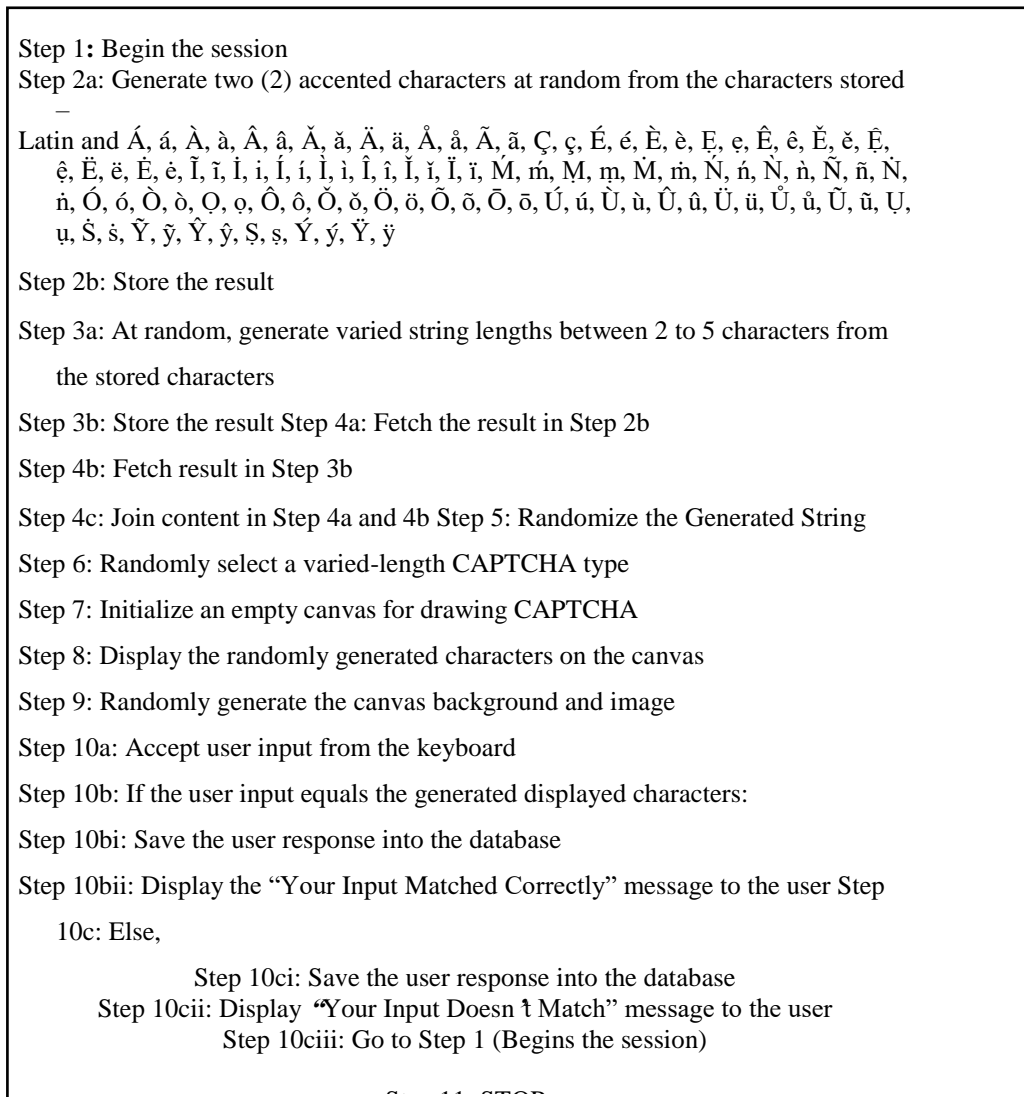 Step 1: Begin the session
Step 2a: Generate two (2) accented characters at random from the characters stored
–
Latin and Á, á, À, à, Â, â, Ǎ, ǎ, Ä, ä, Å, å, Ã, ã, Ç, ç, É, é, È, è, Ẹ, ẹ, Ê, ê, Ě, ě, Ệ,
ệ, Ë, ë, Ė, ė, Ĩ, ĩ, İ, i, Í, í, Ì, ì, Î, î, Ǐ, ǐ, Ï, ï, Ḿ, ḿ, Ṃ, ṃ, Ṁ, ṁ, Ń, ń, Ǹ, ǹ, Ñ, ñ, Ṅ,
ṅ, Ó, ó, Ò, ò, Ọ, ọ, Ô, ô, Ǒ, ǒ, Ö, ö, Õ, õ, Ō, ō, Ú, ú, Ù, ù, Û, û, Ü, ü, Ů, ů, Ũ, ũ, Ụ,
ụ, Ṡ, ṡ, Ỹ, ỹ, Ŷ, ŷ, Ṣ, ṣ, Ý, ý, Ÿ, ÿ
Step 2b: Store the result
Step 3a: At random, generate varied string lengths between 2 to 5 characters from
the stored characters
Step 3b: Store the result Step 4a: Fetch the result in Step 2b
Step 4b: Fetch result in Step 3b
Step 4c: Join content in Step 4a and 4b Step 5: Randomize the Generated String
Step 6: Randomly select a varied-length CAPTCHA type
Step 7: Initialize an empty canvas for drawing CAPTCHA
Step 8: Display the randomly generated characters on the canvas
Step 9: Randomly generate the canvas background and image
Step 10a: Accept user input from the keyboard
Step 10b: If the user input equals the generated displayed characters:
Step 10bi: Save the user response into the database
Step 10bii: Display the “Your Input Matched Correctly” message to the user Step
10c: Else,
Step 10ci: Save the user response into the database
Step 10cii: Display “Your Input Doesn’t Match” message to the user
Step 10ciii: Go to Step 1 (Begins the session)